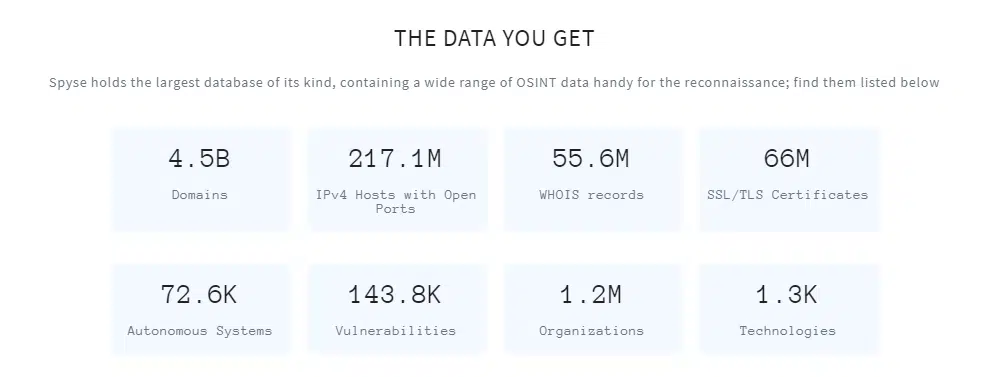 THE DATA YOU GET
Spyse holds the largest database of its kind, containing a wide range of OSINT data handy for the reconnaissance; find them listed below
4.5B
Domains
217.1M
IPv4 Hosts with Open
Ports
55.6M
WHOIS records
66M
SSL/TLS Certificates
72.6K
Autonomous Systems
143.8K
Vulnerabilities
1.2M
Organizations
1.3K
Technologies